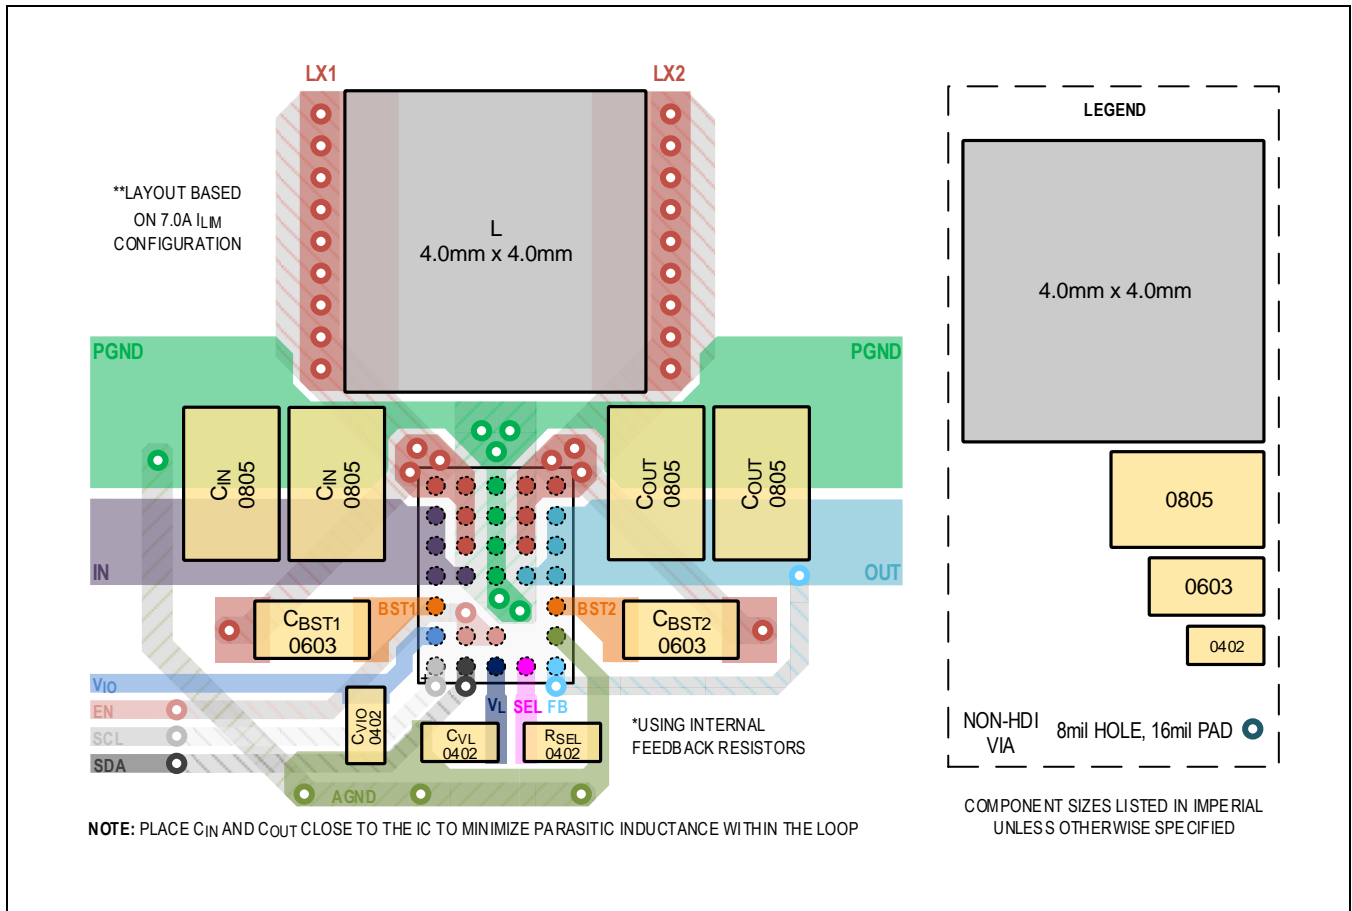 LX1
LX2
**LAYOUT BASED
ON 7.0A ILIM
CONFIGURATION
L
4.0mm x 4.0mm
PGND
PGND
CIN
0805
CIN
0805
COUT
0805
COUT
0805
IN
OUT
BST1
BST2
CBST1
0603
CBST2
0603
VIO
EN
SCL
SDA
+
CVIO
0402
VL
SEL
FB
CVL
0402
RSEL
0402
*USING INTERNAL
FEEDBACK RESISTORS
AGND
NOTE: PLACE CIN AND COUT CLOSE TO THE IC TO MINIMIZE PARASITIC INDUCTANCE WITHIN THE LOOP
LEGEND
4.0mm x 4.0mm
0805
0603
0402
NON-HDI
VIA
8mil HOLE, 16mil PAD
COMPONENT SIZES LISTED IN IMPERIAL
UNLESS OTHERWISE SPECIFIED